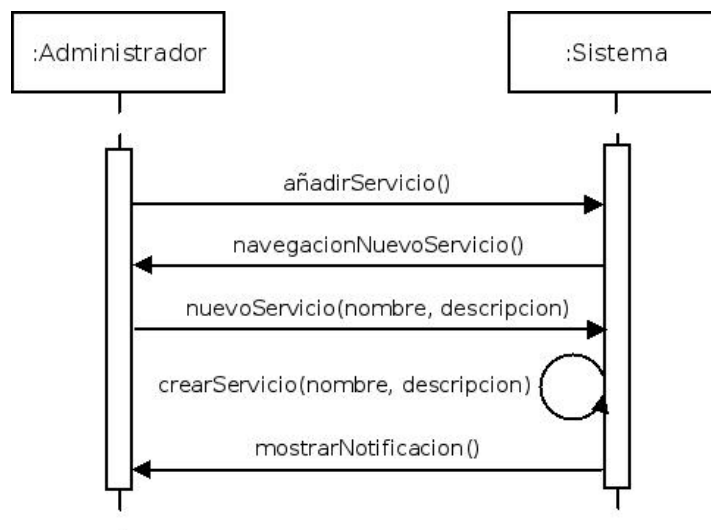 :Administrador
:Sistema
añadirServicio()
navegacionNuevoServicio()
nuevoServicio(nombre, descripcion)
crearServicio(nombre, descripcion)
mostrarNotificacion()